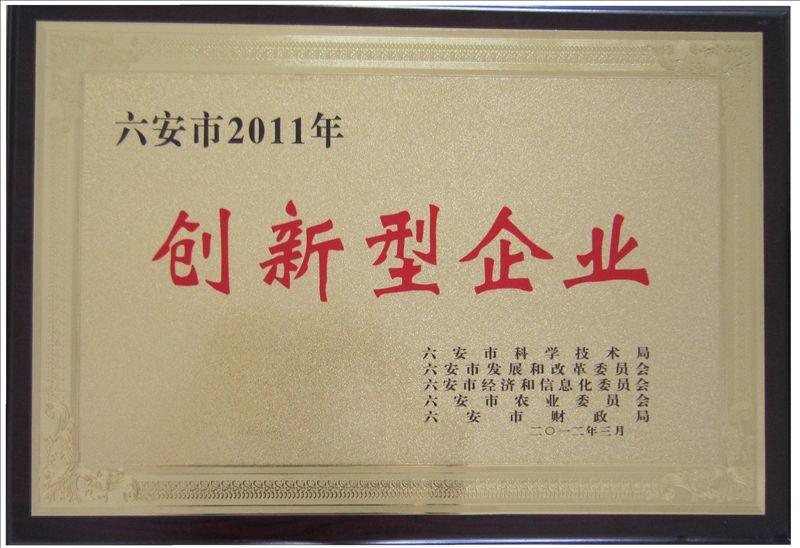 六安市2011年
创新型企业
六安市科学技术局
六安市发展和改革委员会
六安市经济和信息化委员会
六安市农业委员会
六安市财政局
二〇一二年三月